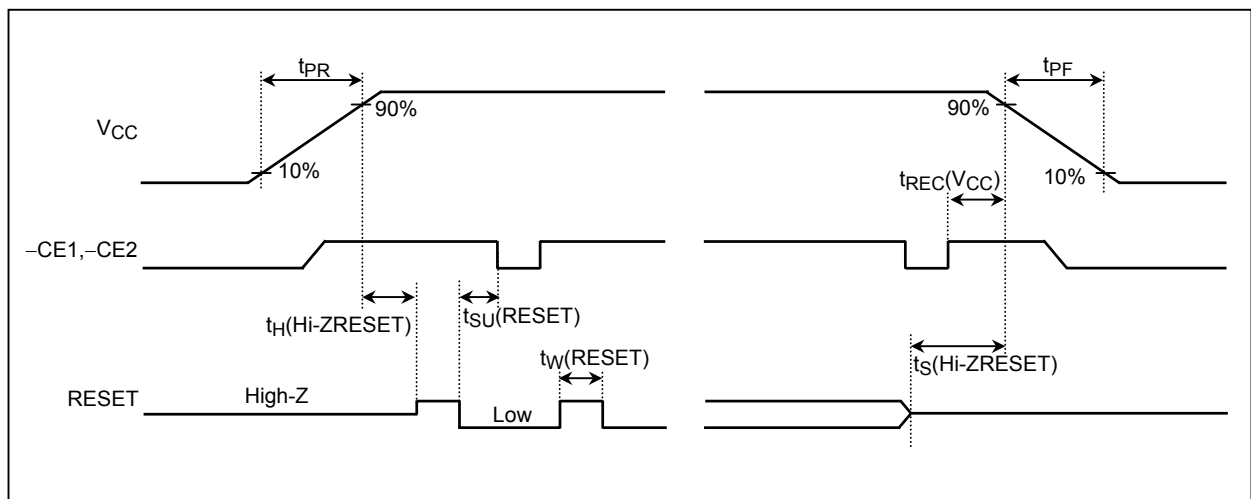 tPR
tPF
90%
90%
VCC
10%
tREC(VCC)
10%
−CE1,−CE2
tH(Hi-ZRESET)
tSU(RESET)
tW(RESET)
tS(Hi-ZRESET)
RESET
High-Z
Low